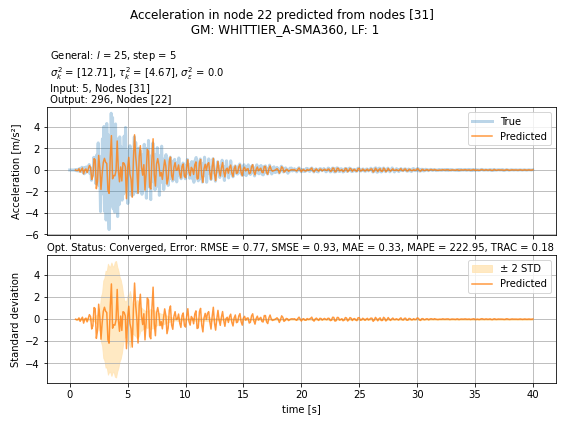 Acceleration in node 22 predicted from nodes [31]
GM: WHITTIER_A-SMA360, LF: 1
General: l = 25, step = 5
σ²ₖ = [12.71], τ²ₖ = [4.67], σ²ε = 0.0
Input: 5, Nodes [31]
Output: 296, Nodes [22]
True
Predicted
Acceleration [m/s²]
4
2
0
−2
−4
−6
Opt. Status: Converged, Error: RMSE = 0.77, SMSE = 0.93, MAE = 0.33, MAPE = 222.95, TRAC = 0.18
± 2 STD
Predicted
Standard deviation
4
2
0
−2
−4
0 5 10 15 20 25 30 35 40
time [s]